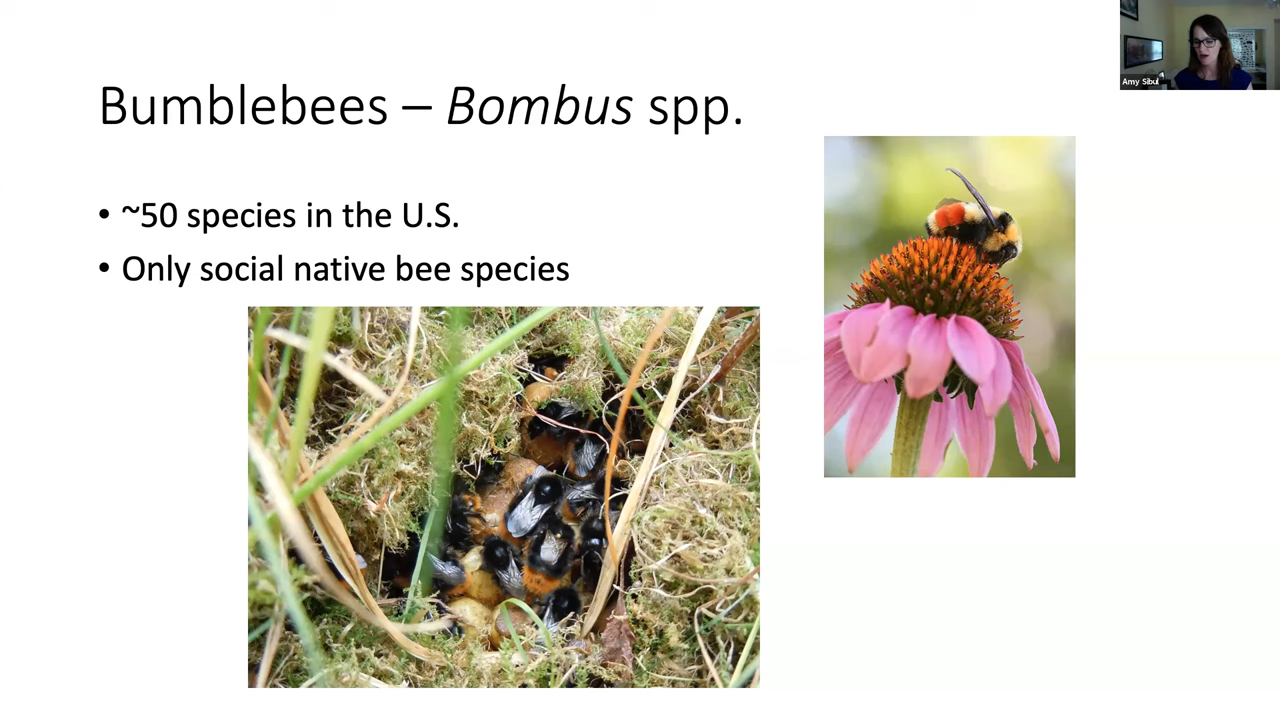 Amy Sibul
Bumblebees – Bombus spp.
• ~50 species in the U.S.
• Only social native bee species